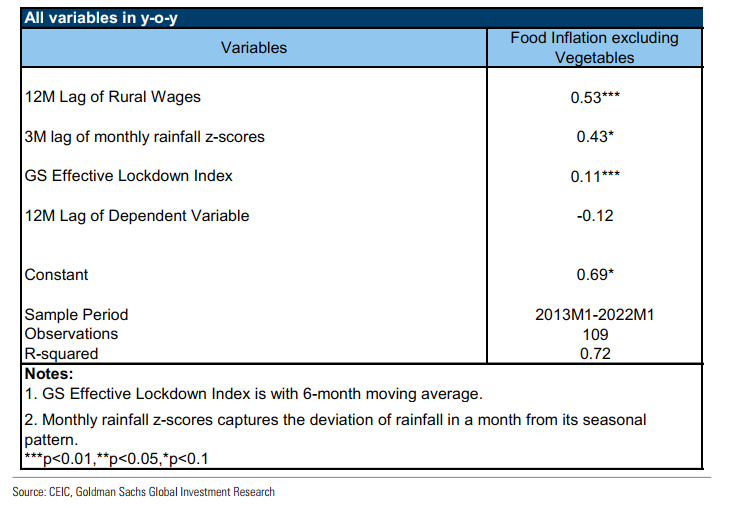 All variables in y-o-y
Variables
Food Inflation excluding
Vegetables
12M Lag of Rural Wages 0.53***
3M lag of monthly rainfall z-scores 0.43*
GS Effective Lockdown Index 0.11***
12M Lag of Dependent Variable -0.12
Constant 0.69*
Sample Period 2013M1-2022M1
Observations 109
R-squared 0.72
Notes:
1. GS Effective Lockdown Index is with 6-month moving average.
2. Monthly rainfall z-scores captures the deviation of rainfall in a month from its seasonal
pattern.
***p<0.01,**p<0.05,*p<0.1
Source: CEIC, Goldman Sachs Global Investment Research